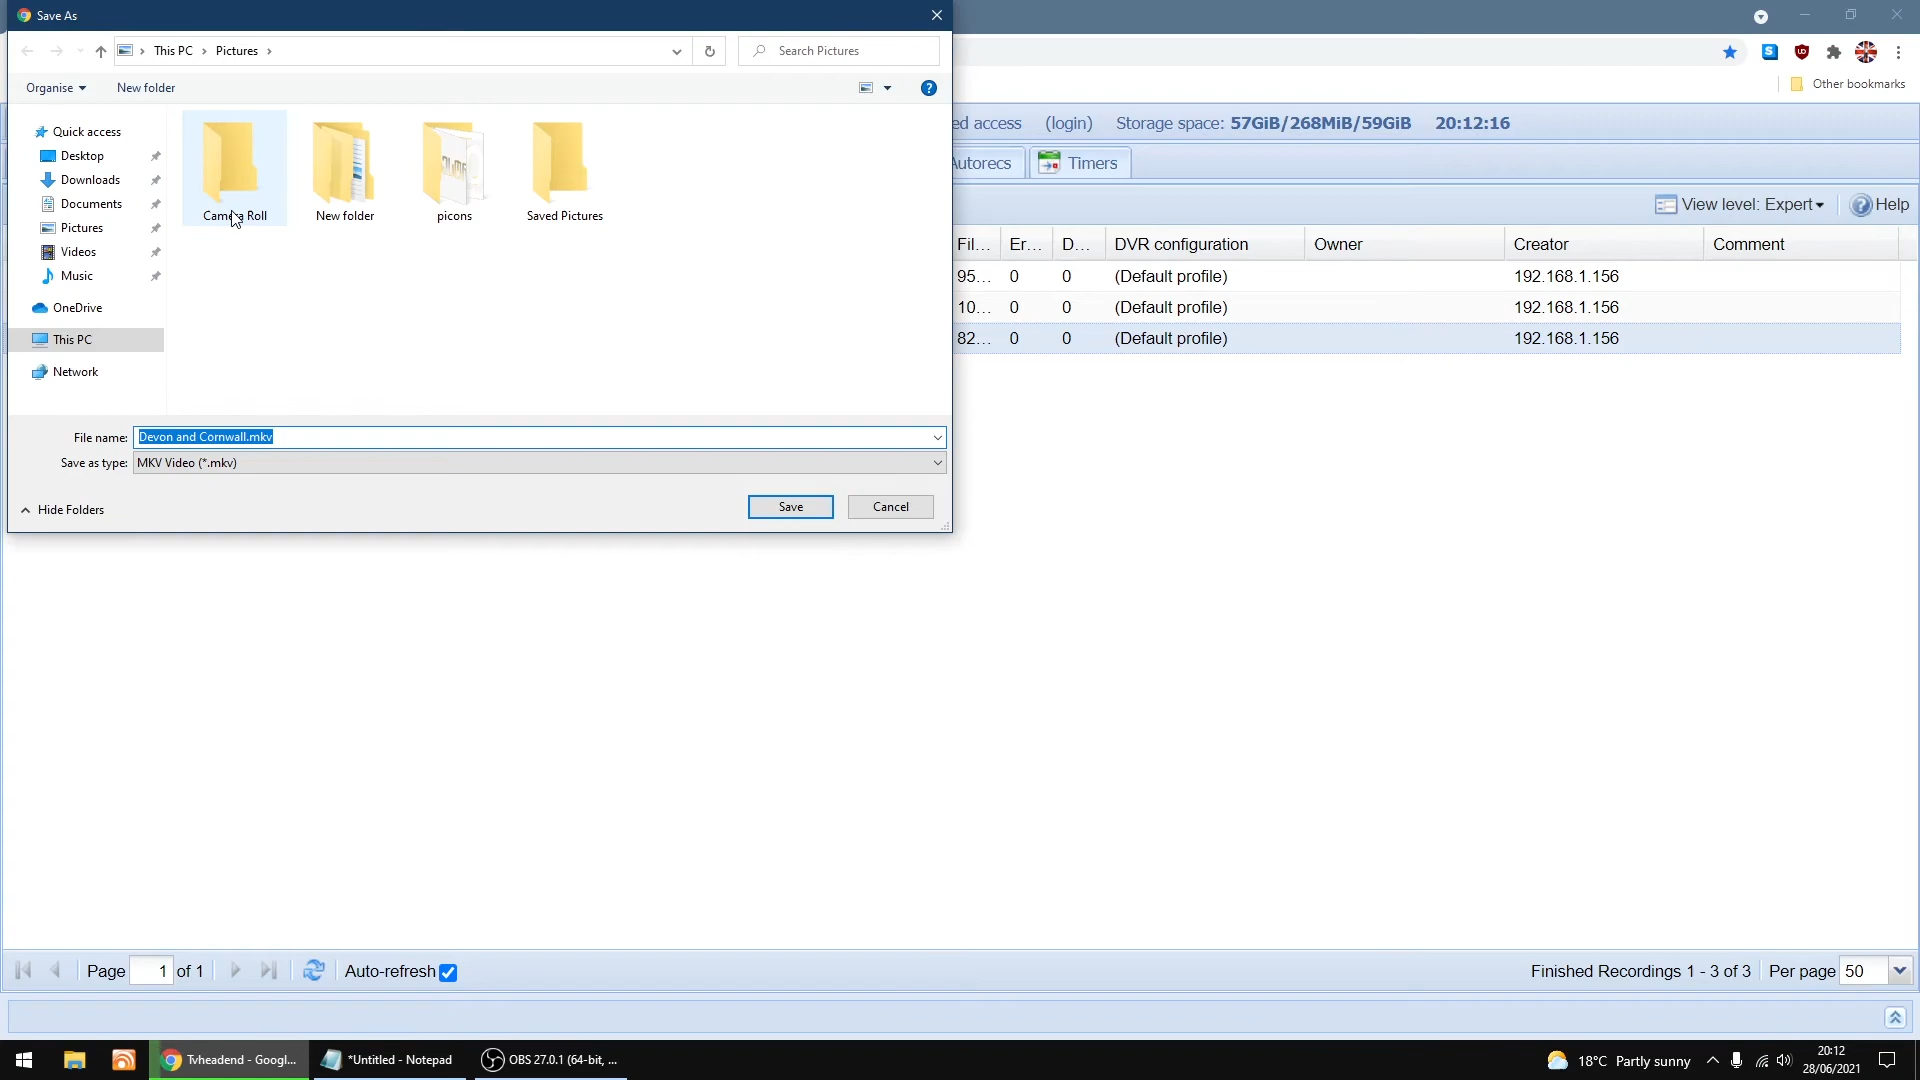 Save As
This PC > Pictures >
Search Pictures
Organise
New folder
Quick access
Desktop
Downloads
Documents
Pictures
Videos
Music
OneDrive
This PC
Network
Camera Roll
New folder
picons
Saved Pictures
File name: Devon and Cornwall.mkv
Save as type: MKV Video (*.mkv)
Hide Folders
Save
Cancel
Other bookmarks
ed access (login) Storage space: 57GiB/268MiB/59GiB 20:12:16
Autorecs
Timers
View level: Expert
Help
Fil... Er... D... DVR configuration Owner Creator Comment
95... 0 0 (Default profile) 192.168.1.156
10... 0 0 (Default profile) 192.168.1.156
82... 0 0 (Default profile) 192.168.1.156
Page 1 of 1
Auto-refresh
Finished Recordings 1 - 3 of 3
Per page 50
Tvheadend - Googl...
*Untitled - Notepad
OBS 27.0.1 (64-bit, ...
18°C Partly sunny
20:12
28/06/2021